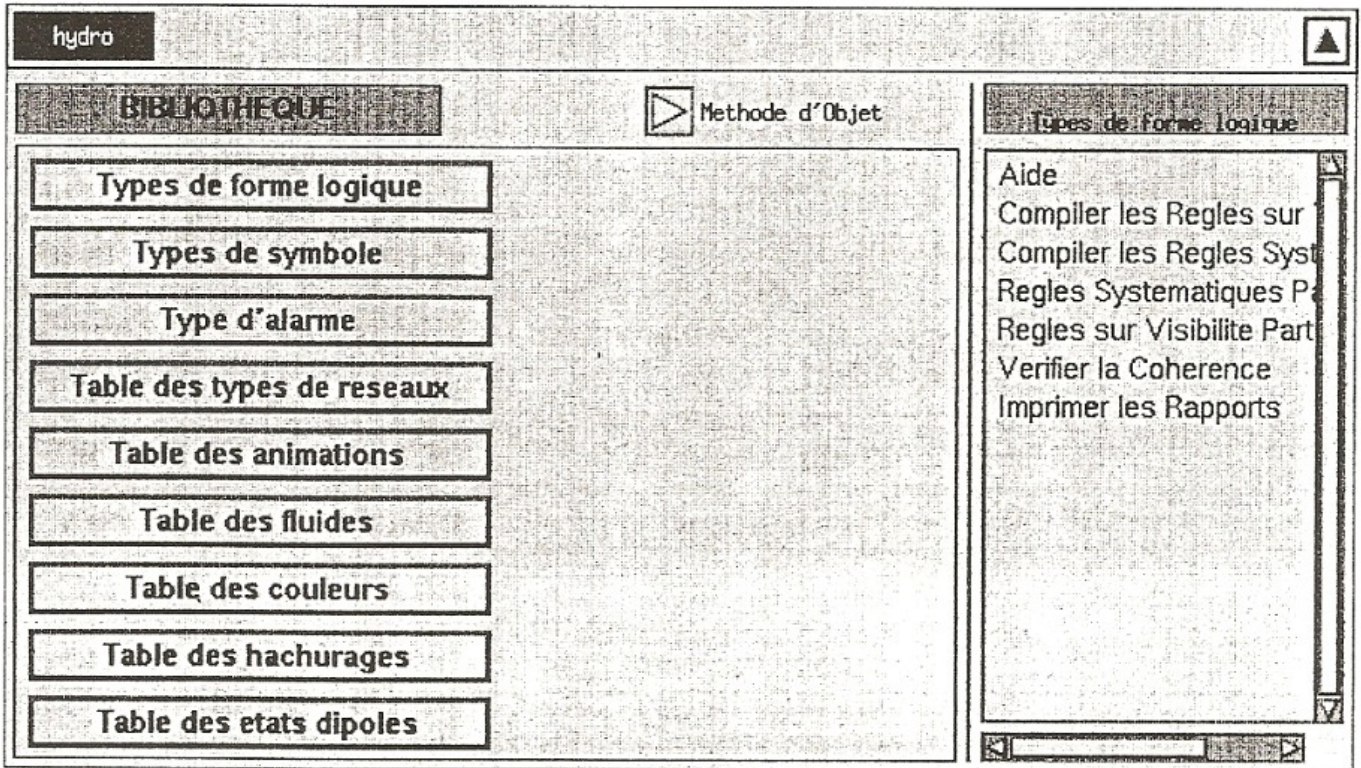 hydro
BIBLIOTHEQUE
Methode d'Objet
Types de forme logique
Types de symbole
Type d'alarme
Table des types de reseaux
Table des animations
Table des fluides
Table des couleurs
Table des hachurages
Table des etats dipoles
Types de forme logique
Aide
Compiler les Regles sur
Compiler les Regles Syst
Regles Systematiques Pa
Regles sur Visibilite Part
Verifier la Coherence
Imprimer les Rapports